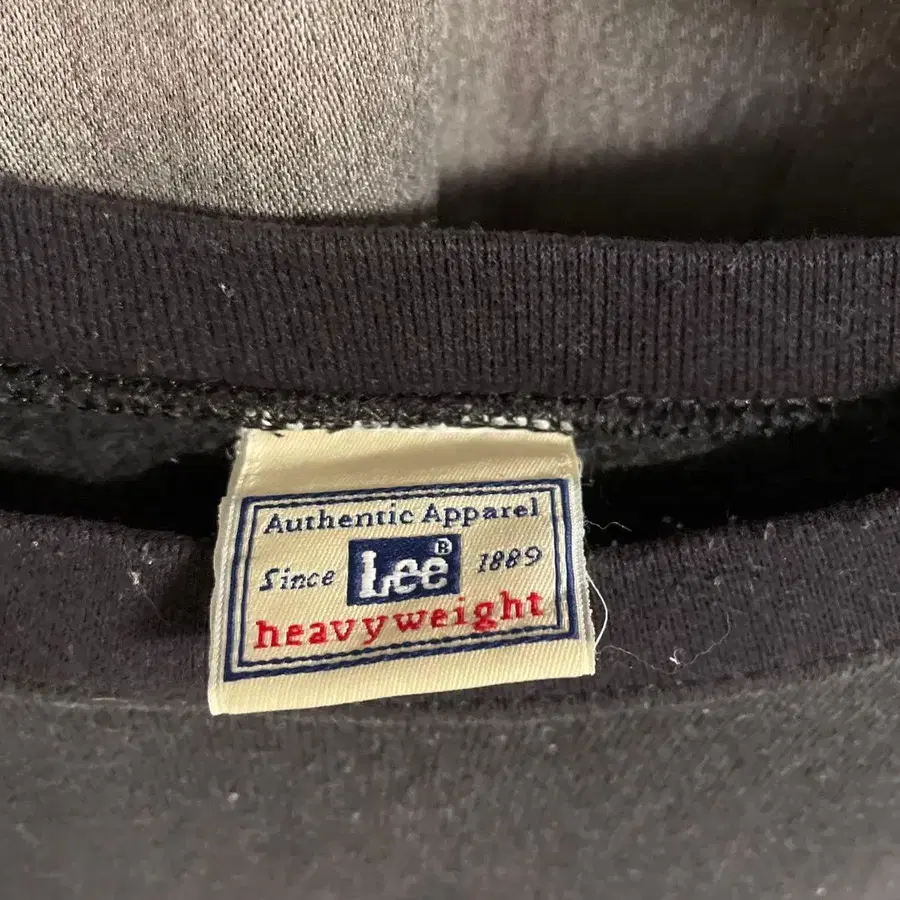 Authentic Apparel
Since Lee® 1889
heavyweight